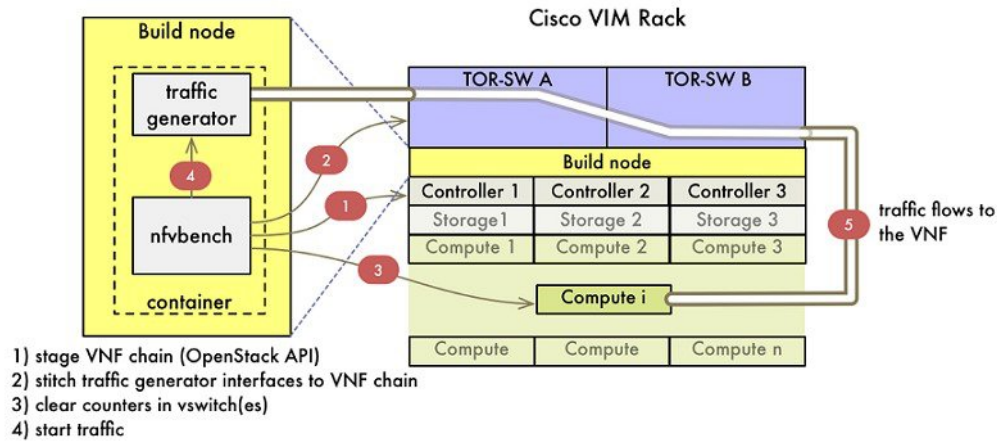 Cisco VIM Rack
Build node
traffic
generator
4
nfvbench
container
2
1
3
TOR-SW A
TOR-SW B
Build node
Controller 1
Controller 2
Controller 3
Storage1
Storage 2
Storage 3
Compute 1
Compute 2
Compute 3
Compute i
Compute
Compute
Compute n
5
traffic flows to
the VNF
1) stage VNF chain (OpenStack API)
2) stitch traffic generator interfaces to VNF chain
3) clear counters in vswitch(es)
4) start traffic